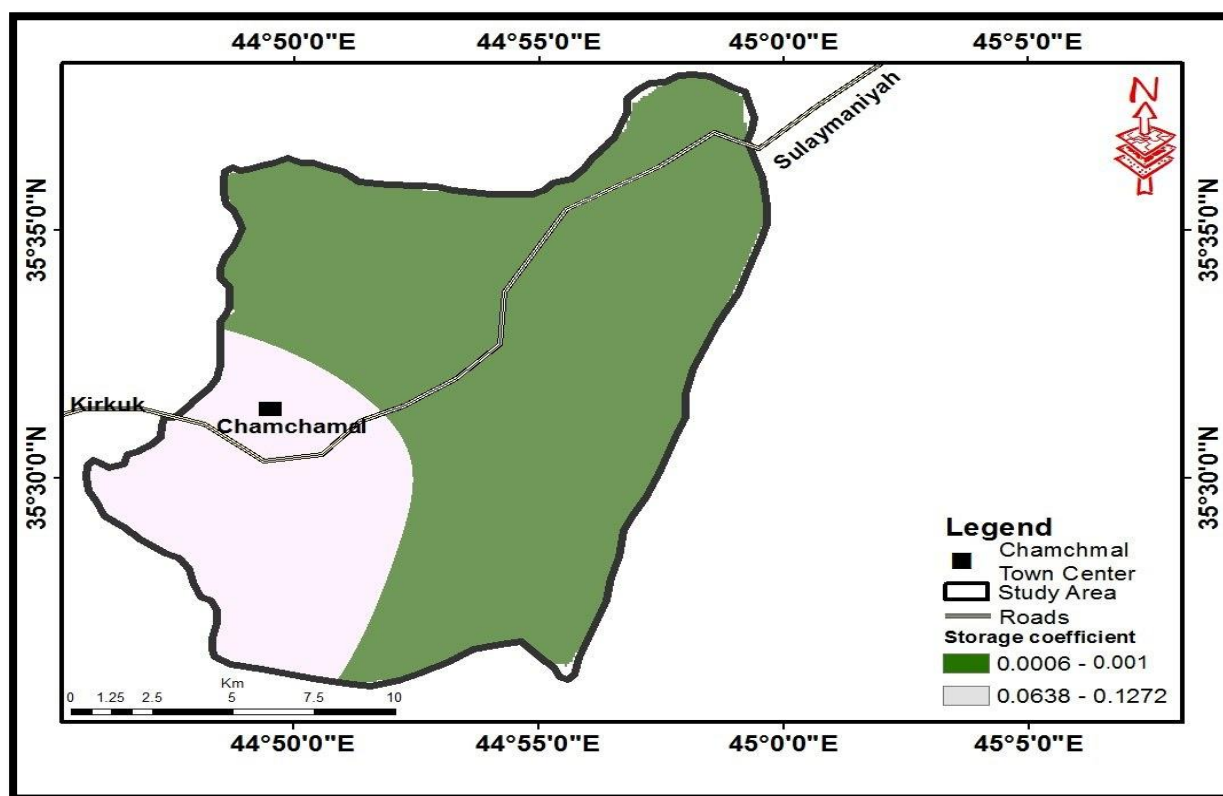 44°50'0"E 44°55'0"E 45°0'0"E 45°5'0"E
N
Sulaymaniyah
35°35'0"N 35°35'0"N
Kirkuk
Chamchamal
35°30'0"N 35°30'0"N
Legend
Chamchmal
Town Center
Study Area
Roads
Storage coefficient
0.0006 - 0.001
0.0638 - 0.1272
Km
0 1.25 2.5 5 7.5 10
44°50'0"E 44°55'0"E 45°0'0"E 45°5'0"E